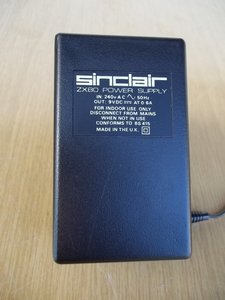 sinclair
ZX80 POWER SUPPLY
IN: 240v AC ∿ 50Hz
OUT: 9VDC ⎓ AT 0·6A
FOR INDOOR USE ONLY
DISCONNECT FROM MAINS
WHEN NOT IN USE
CONFORMS TO BS 415
MADE IN THE U.K.